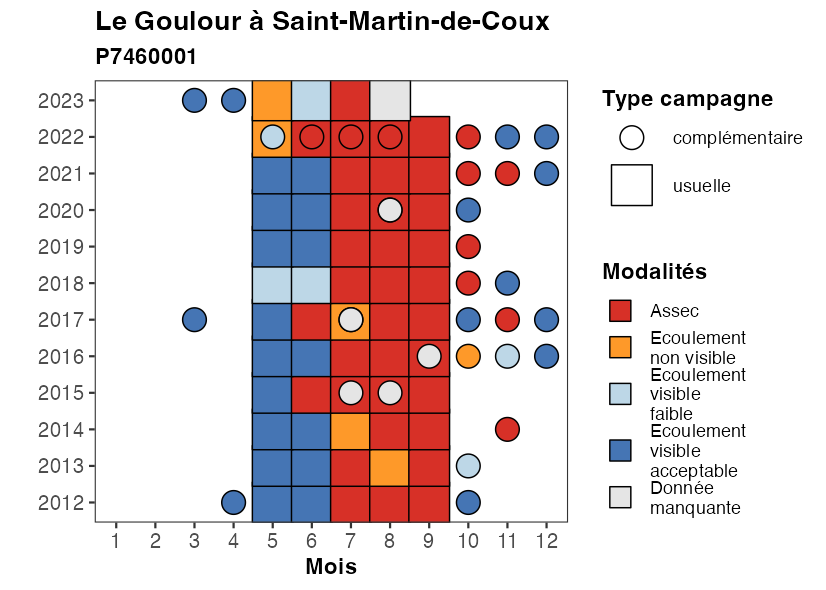 Le Goulour à Saint-Martin-de-Coux
P7460001
2023
2022
2021
2020
2019
2018
2017
2016
2015
2014
2013
2012
1 2 3 4 5 6 7 8 9 10 11 12
Mois
Type campagne
complémentaire
usuelle
Modalités
Assec
Ecoulement
non visible
Ecoulement
visible
faible
Ecoulement
visible
acceptable
Donnée
manquante